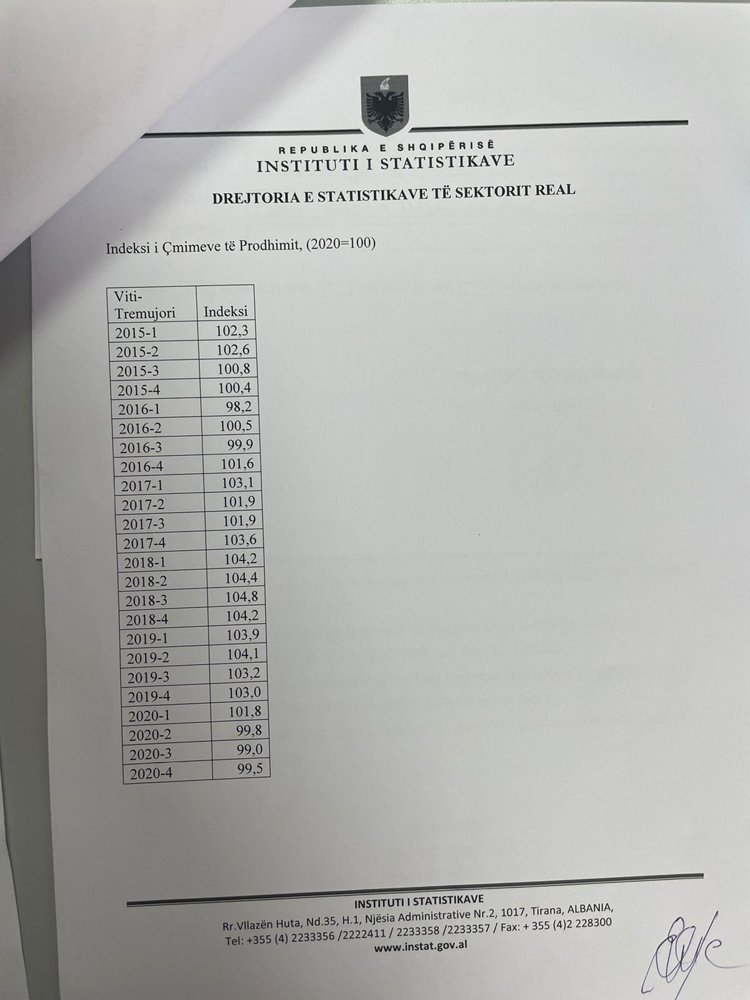 REPUBLIKA E SHQIPËRISË
INSTITUTI I STATISTIKAVE
DREJTORIA E STATISTIKAVE TË SEKTORIT REAL
Indeksi i Çmimeve të Prodhimit, (2020=100)
Viti-
Tremujori Indeksi
2015-1 102,3
2015-2 102,6
2015-3 100,8
2015-4 100,4
2016-1 98,2
2016-2 100,5
2016-3 99,9
2016-4 101,6
2017-1 103,1
2017-2 101,9
2017-3 101,9
2017-4 103,6
2018-1 104,2
2018-2 104,4
2018-3 104,8
2018-4 104,2
2019-1 103,9
2019-2 104,1
2019-3 103,2
2019-4 103,0
2020-1 101,8
2020-2 99,8
2020-3 99,0
2020-4 99,5
INSTITUTI I STATISTIKAVE
Rr.Vllazën Huta, Nd.35, H.1, Njësia Administrative Nr.2, 1017, Tirana, ALBANIA,
Tel: +355 (4) 2233356 /2222411 / 2233358 /2233357 / Fax: + 355 (4)2 228300
www.instat.gov.al